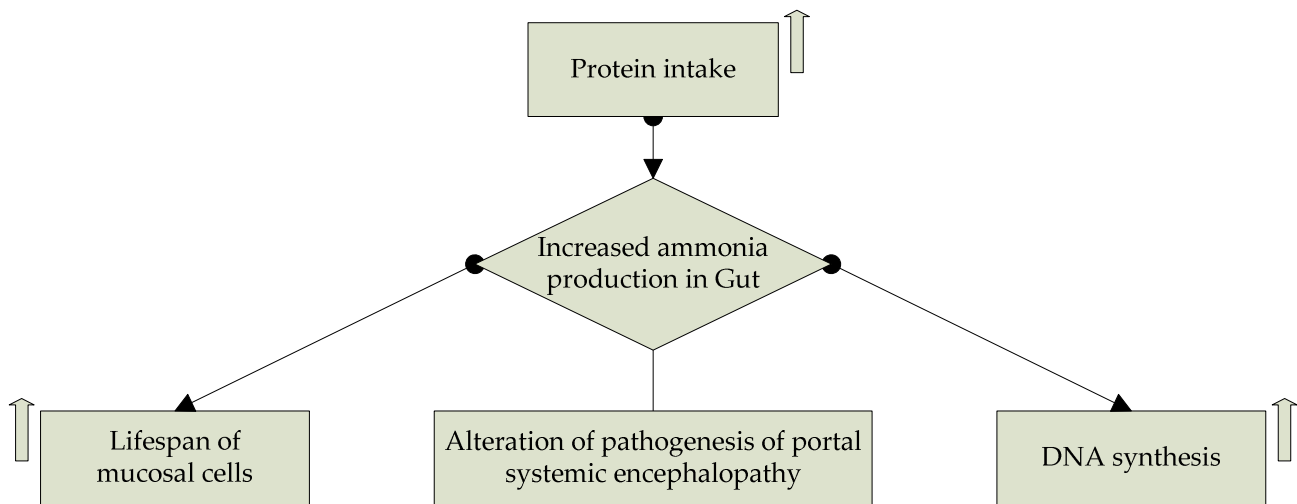 Protein intake
Increased ammonia
production in Gut
Lifespan of
mucosal cells
Alteration of pathogenesis of portal
systemic encephalopathy
DNA synthesis